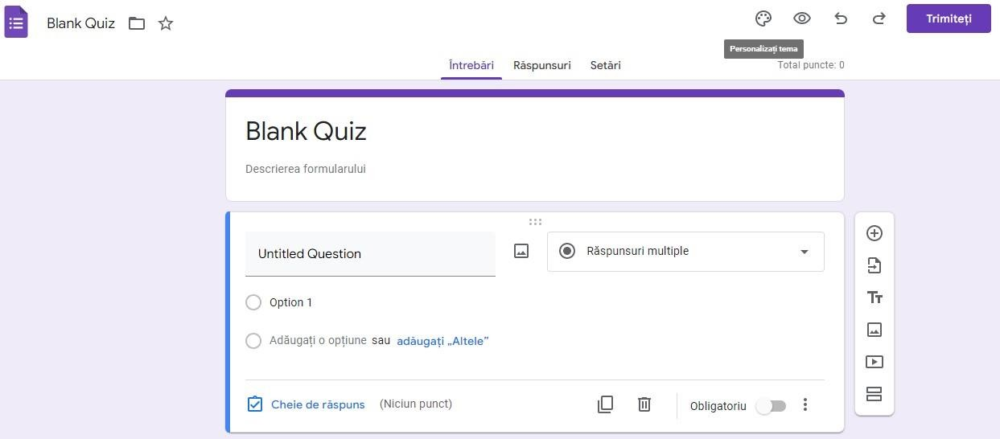 Blank Quiz
Trimiteți
Personalizați tema
Întrebări Răspunsuri Setări Total puncte: 0
Blank Quiz
Descrierea formularului
Untitled Question Răspunsuri multiple
Option 1
Adăugați o opțiune sau adăugați „Altele”
Cheie de răspuns (Niciun punct) Obligatoriu